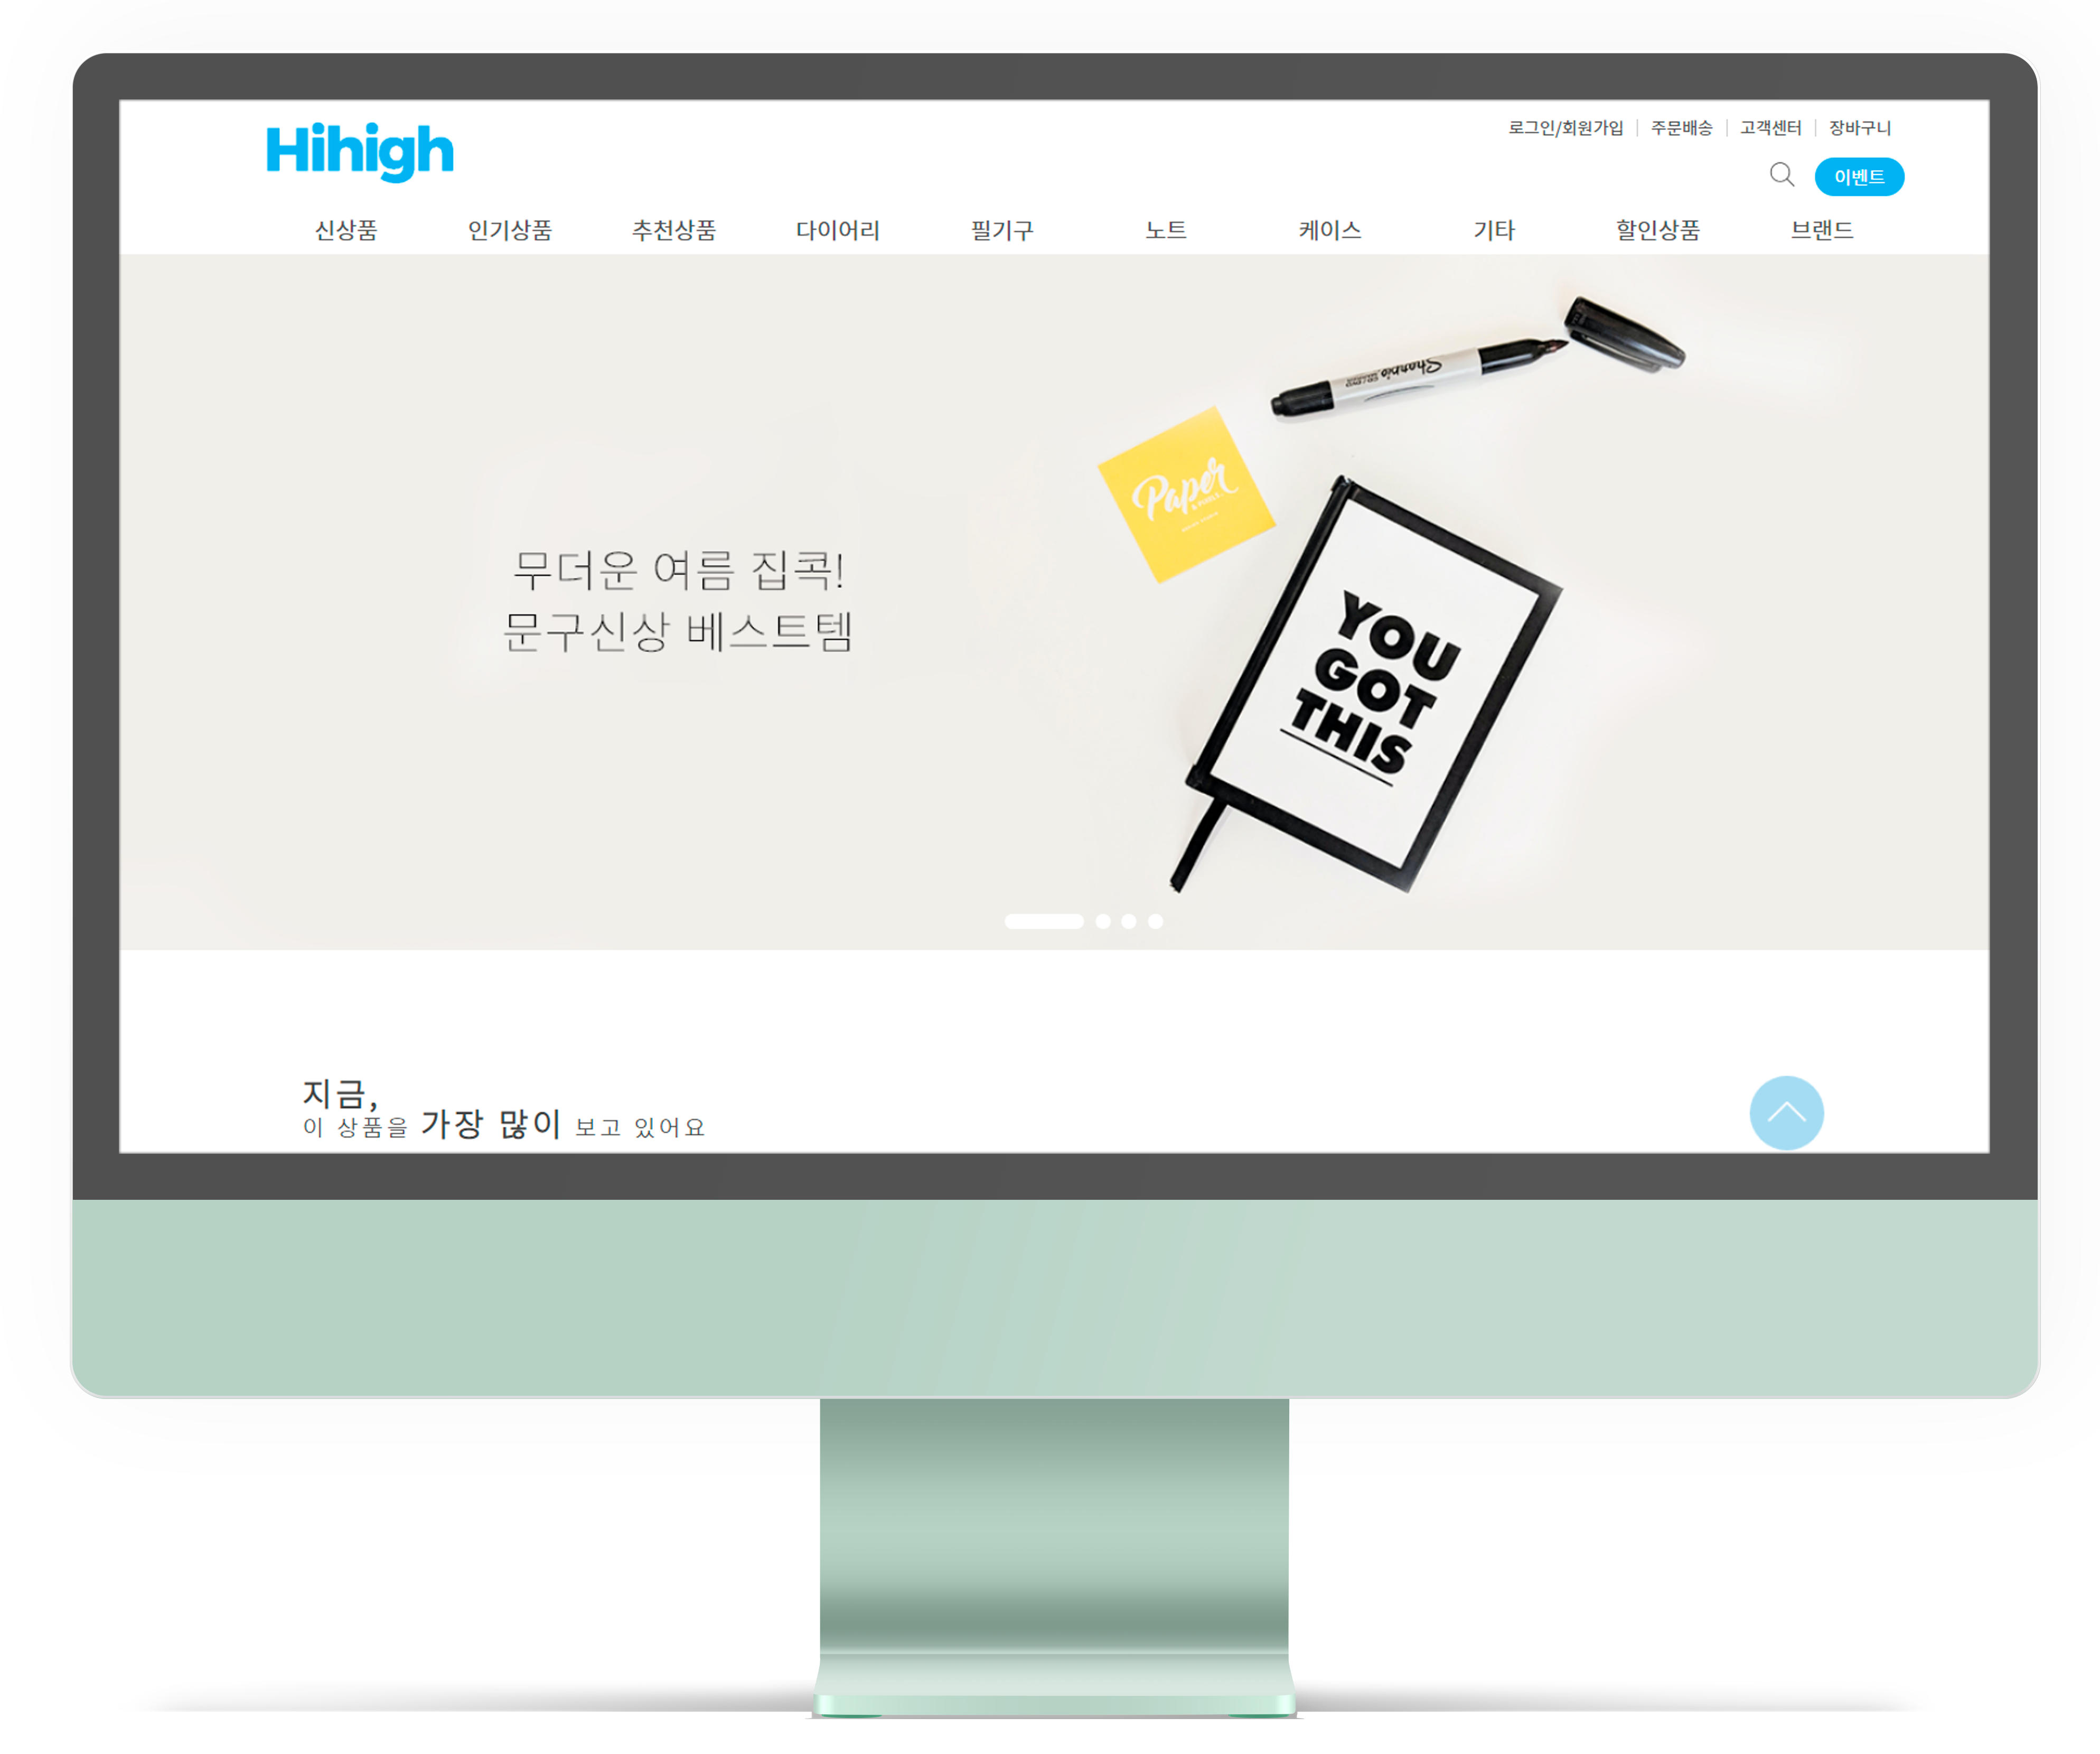 Hihigh
로그인/회원가입 주문배송 고객센터 장바구니
이벤트
신상품 인기상품 추천상품 다이어리 필기구 노트 케이스 기타 할인상품 브랜드
Sharpie
Paper
무더운 여름 집콕!
문구신상 베스트템
YOU
GOT
THIS
지금,
이 상품을 가장 많이 보고 있어요